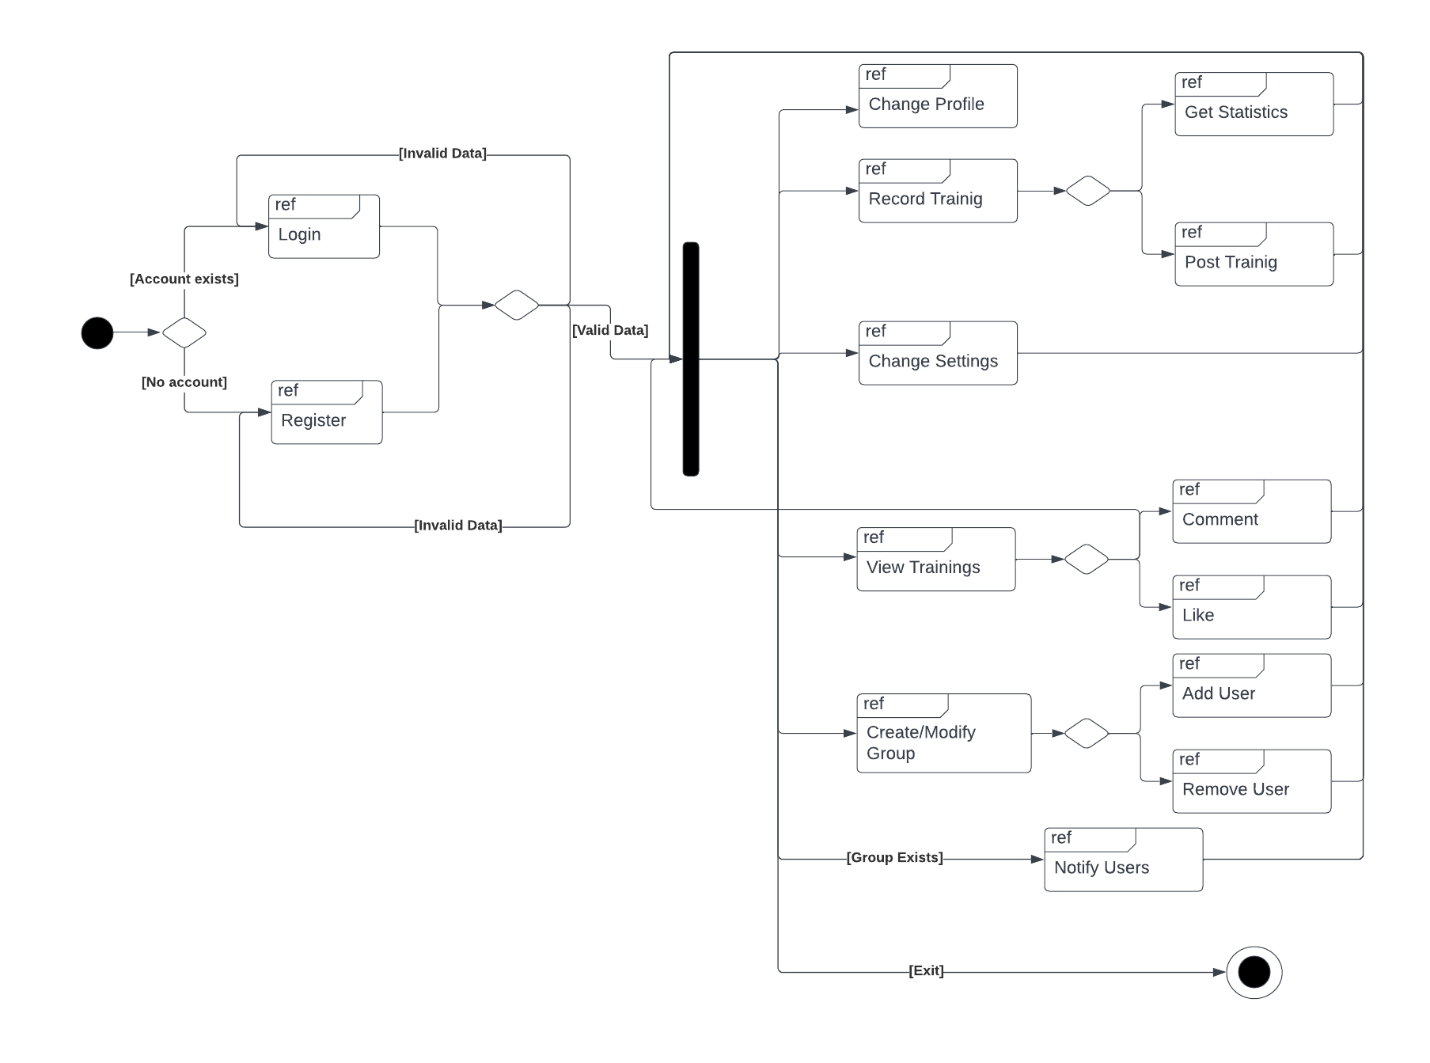 [Invalid Data]
ref
Login
[Account exists]
[No account]
ref
Register
[Invalid Data]
[Valid Data]
ref
Change Profile
ref
Record Trainig
ref
Get Statistics
ref
Post Trainig
ref
Change Settings
ref
View Trainings
ref
Comment
ref
Like
ref
Create/Modify
Group
ref
Add User
ref
Remove User
[Group Exists]
ref
Notify Users
[Exit]